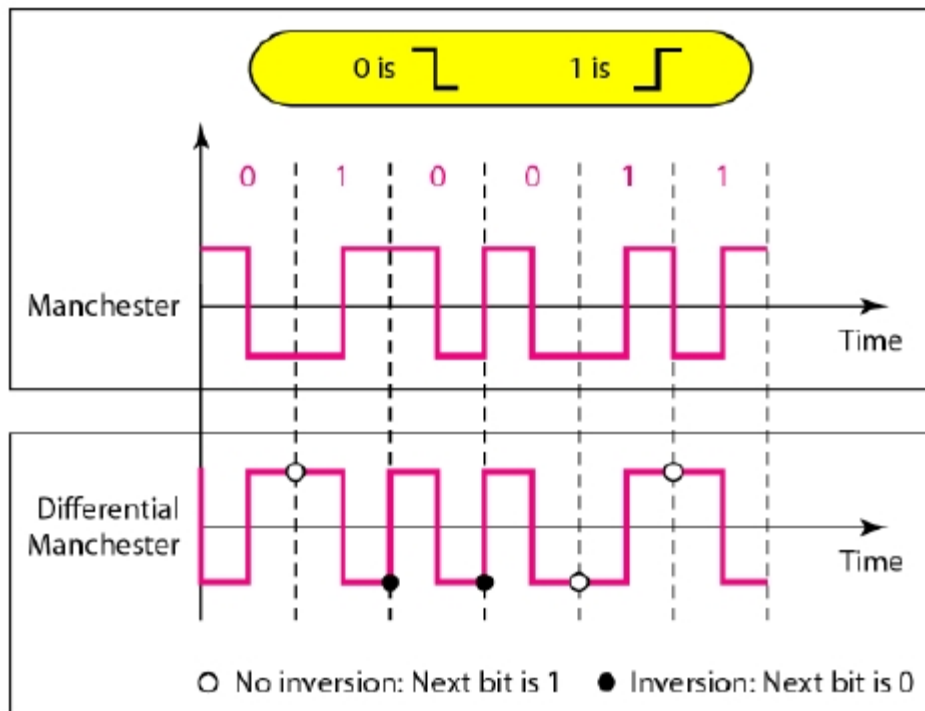 0 is 1 is
0 1 0 0 1 1
Manchester
Time
Differential
Manchester
Time
No inversion: Next bit is 1 Inversion: Next bit is 0